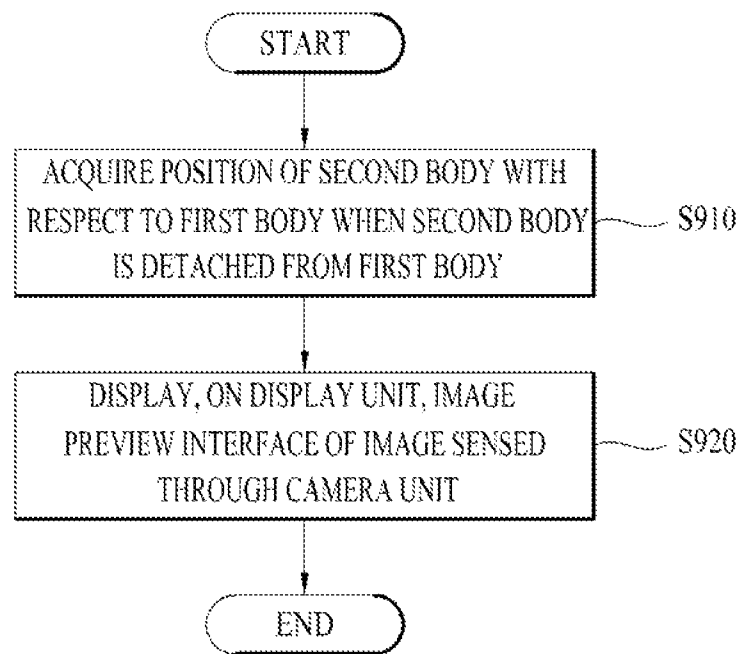 START
ACQUIRE POSITION OF SECOND BODY WITH
RESPECT TO FIRST BODY WHEN SECOND BODY
IS DETACHED FROM FIRST BODY
S910
DISPLAY, ON DISPLAY UNIT, IMAGE
PREVIEW INTERFACE OF IMAGE SENSED
THROUGH CAMERA UNIT
S920
END